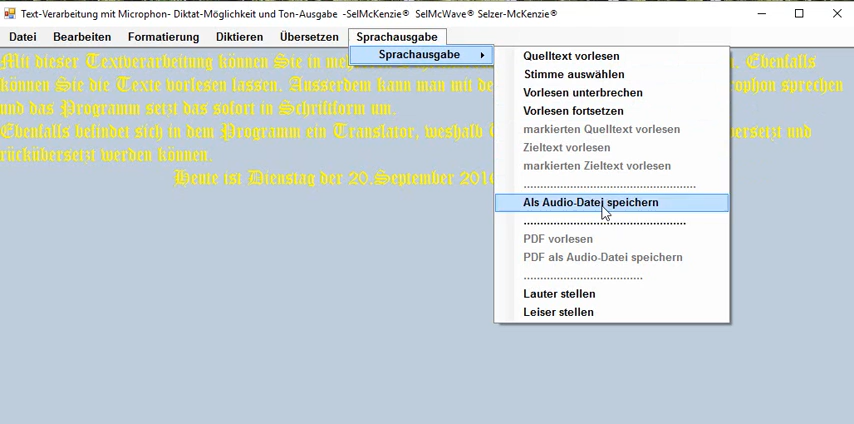 Text-Verarbeitung mit Microphon- Diktat-Möglichkeit und Ton-Ausgabe -SelMcKenzie® SelMcWave® Selzer-McKenzie®
Datei Bearbeiten Formatierung Diktieren Übersetzen Sprachausgabe
Sprachausgabe
Quelltext vorlesen
Stimme auswählen
Vorlesen unterbrechen
Vorlesen fortsetzen
markierten Quelltext vorlesen
Zieltext vorlesen
markierten Zieltext vorlesen
Als Audio-Datei speichern
PDF vorlesen
PDF als Audio-Datei speichern
Lauter stellen
Leiser stellen
Mit dieser Textverarbeitung können Sie in Ebenfalls
können Sie die Texte vorlesen lassen. Ausserdem kann man mit sprechen
und das Programm setzt das sofort in Schriftform um.
Ebenfalls befindet sich in dem Programm ein Translator, weshalb und
rückübersetzt werden können.
Heute ist Dienstag der 20.September